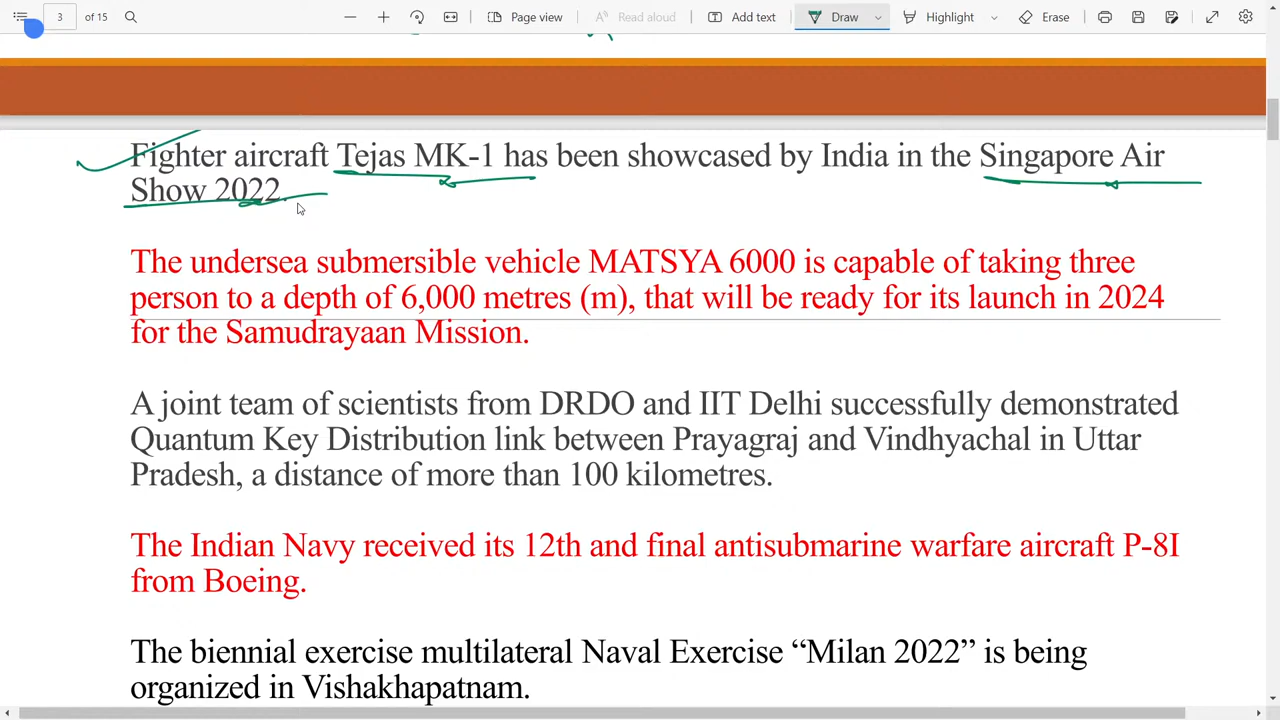 3 of 15 Page view Read aloud Add text Draw Highlight Erase
Fighter aircraft Tejas MK-1 has been showcased by India in the Singapore Air
Show 2022.
The undersea submersible vehicle MATSYA 6000 is capable of taking three
person to a depth of 6,000 metres (m), that will be ready for its launch in 2024
for the Samudrayaan Mission.
A joint team of scientists from DRDO and IIT Delhi successfully demonstrated
Quantum Key Distribution link between Prayagraj and Vindhyachal in Uttar
Pradesh, a distance of more than 100 kilometres.
The Indian Navy received its 12th and final antisubmarine warfare aircraft P-8I
from Boeing.
The biennial exercise multilateral Naval Exercise “Milan 2022” is being
organized in Vishakhapatnam.